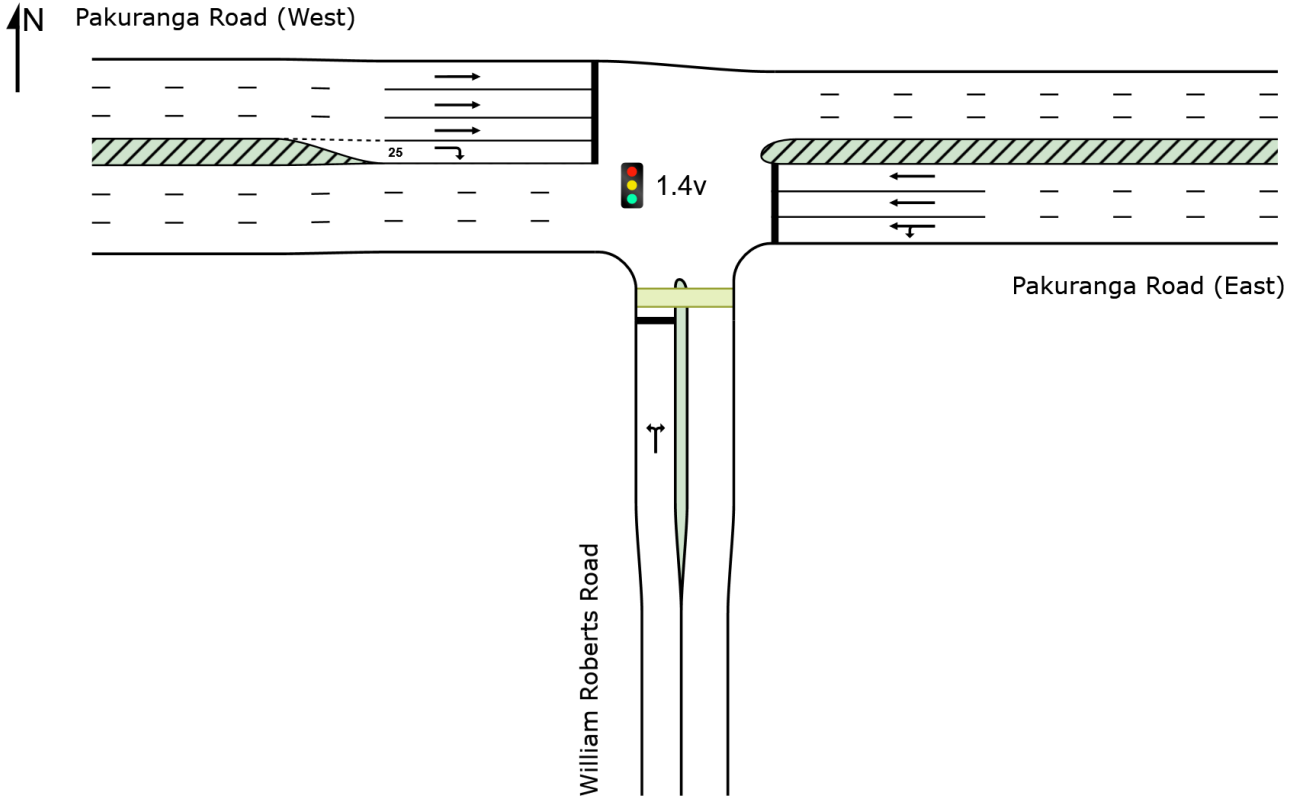 N
Pakuranga Road (West)
25
1.4v
Pakuranga Road (East)
William Roberts Road